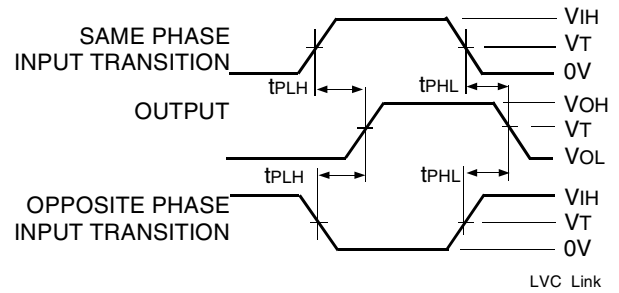 SAME PHASE
INPUT TRANSITION
VIH
VT
0V
tPLH
tPHL
OUTPUT
VOH
VT
VOL
tPLH
tPHL
OPPOSITE PHASE
INPUT TRANSITION
VIH
VT
0V
LVC Link